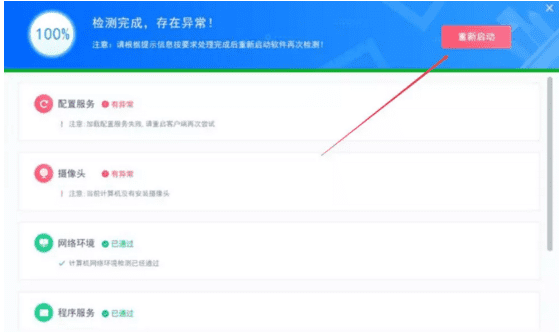 100%
检测完成，存在异常！
注意：请根据提示信息按要求处理完成后重新启动软件再次检测！
重新启动
配置服务 有异常
注意:加载配置服务失败,请重启客户端再次尝试
摄像头 有异常
注意:当前计算机没有安装摄像头
网络环境 已通过
计算机网络环境检测已经通过
程序服务 已通过